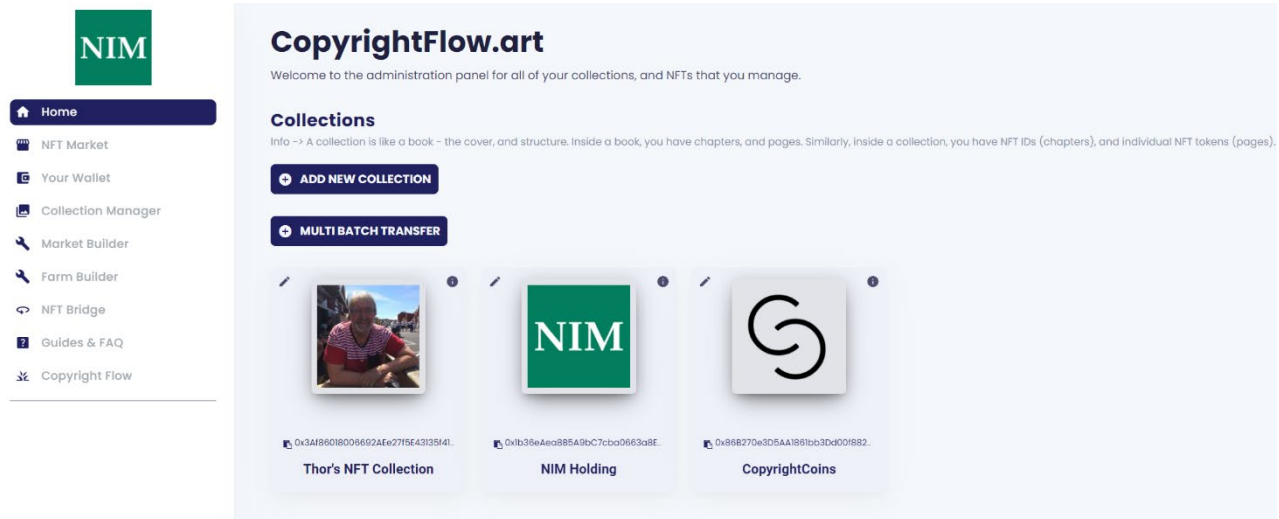 NIM
Home
NFT Market
Your Wallet
Collection Manager
Market Builder
Farm Builder
NFT Bridge
Guides & FAQ
Copyright Flow
CopyrightFlow.art
Welcome to the administration panel for all of your collections, and NFTs that you manage.
Collections
Info -> A collection is like a book - the cover, and structure. Inside a book, you have chapters, and pages. Similarly, inside a collection, you have NFT IDs (chapters), and individual NFT tokens (pages).
ADD NEW COLLECTION
MULTI BATCH TRANSFER
NIM
Thor's NFT Collection
NIM Holding
CopyrightCoins